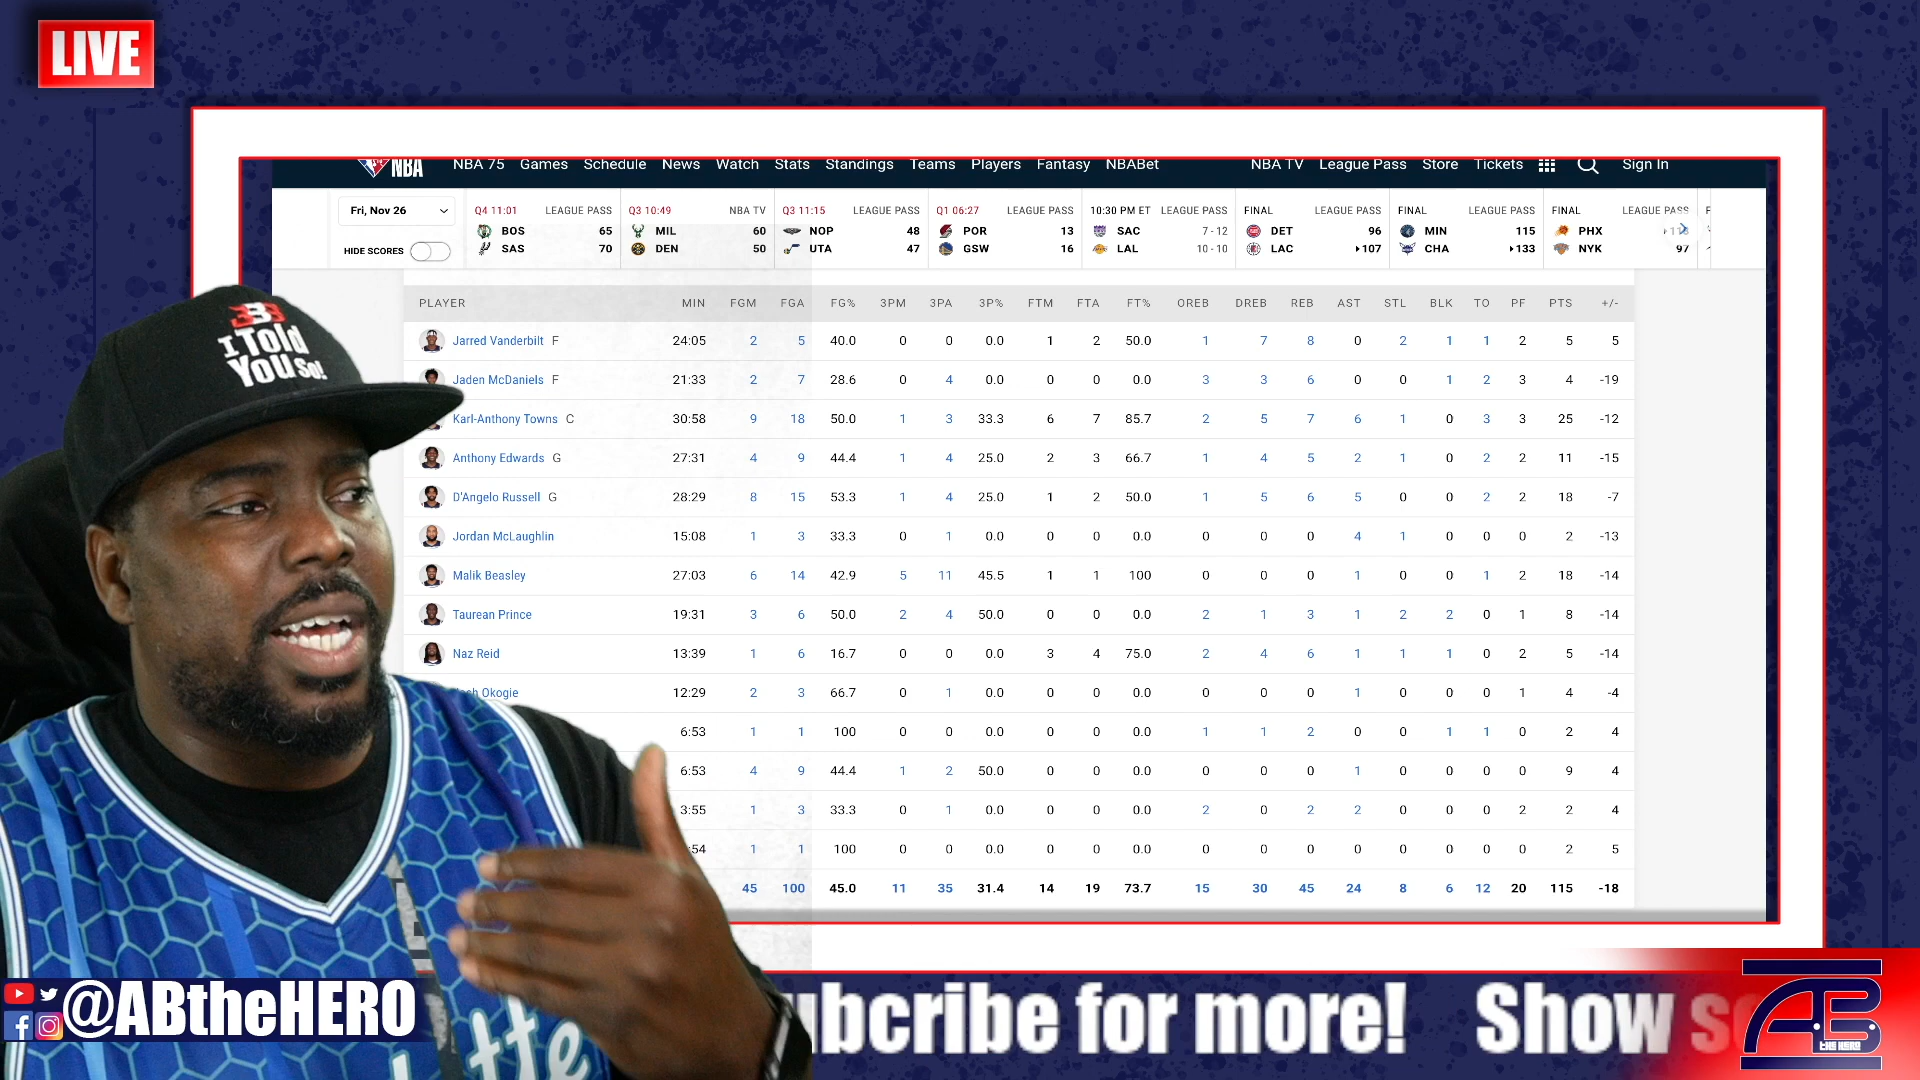 LIVE
NBA NBA 75 Games Schedule News Watch Stats Standings Teams Players Fantasy NBABet NBA TV League Pass Store Tickets Sign In
Fri, Nov 26
HIDE SCORES
Q4 11:01 LEAGUE PASS
BOS 65
SAS 70
Q3 10:49 NBA TV
MIL 60
DEN 50
Q3 11:15 LEAGUE PASS
NOP 48
UTA 47
Q1 06:27 LEAGUE PASS
POR 13
GSW 16
10:30 PM ET LEAGUE PASS
SAC 7 - 12
LAL 10 - 10
FINAL LEAGUE PASS
DET 96
LAC 107
FINAL LEAGUE PASS
MIN 115
CHA 133
FINAL LEAGUE PASS
PHX
NYK 97
PLAYER MIN FGM FGA FG% 3PM 3PA 3P% FTM FTA FT% OREB DREB REB AST STL BLK TO PF PTS +/-
Jarred Vanderbilt F 24:05 2 5 40.0 0 0 0.0 1 2 50.0 1 7 8 0 2 1 1 2 5 5
Jaden McDaniels F 21:33 2 7 28.6 0 4 0.0 0 0 0.0 3 3 6 0 0 1 2 3 4 -19
Karl-Anthony Towns C 30:58 9 18 50.0 1 3 33.3 6 7 85.7 2 5 7 6 1 0 3 3 25 -12
Anthony Edwards G 27:31 4 9 44.4 1 4 25.0 2 3 66.7 1 4 5 2 1 0 2 2 11 -15
D'Angelo Russell G 28:29 8 15 53.3 1 4 25.0 1 2 50.0 1 5 6 5 0 0 2 2 18 -7
Jordan McLaughlin 15:08 1 3 33.3 0 1 0.0 0 0 0.0 0 0 0 4 1 0 0 0 2 -13
Malik Beasley 27:03 6 14 42.9 5 11 45.5 1 1 100 0 0 0 1 0 0 1 2 18 -14
Taurean Prince 19:31 3 6 50.0 2 4 50.0 0 0 0.0 2 1 3 1 2 2 0 1 8 -14
Naz Reid 13:39 1 6 16.7 0 0 0.0 3 4 75.0 2 4 6 1 1 1 0 2 5 -14
Okogie 12:29 2 3 66.7 0 1 0.0 0 0 0.0 0 0 0 1 0 0 0 1 4 -4
6:53 1 1 100 0 0 0.0 0 0 0.0 1 1 2 0 0 1 1 0 2 4
6:53 4 9 44.4 1 2 50.0 0 0 0.0 0 0 0 1 0 0 0 0 9 4
3:55 1 3 33.3 0 1 0.0 0 0 0.0 2 0 2 2 0 0 0 2 2 4
:54 1 1 100 0 0 0.0 0 0 0.0 0 0 0 0 0 0 0 0 2 5
45 100 45.0 11 35 31.4 14 19 73.7 15 30 45 24 8 6 12 20 115 -18
BBB
I Told
You So!
@ABtheHERO
ubcribe for more! Show
AB
THE HERO